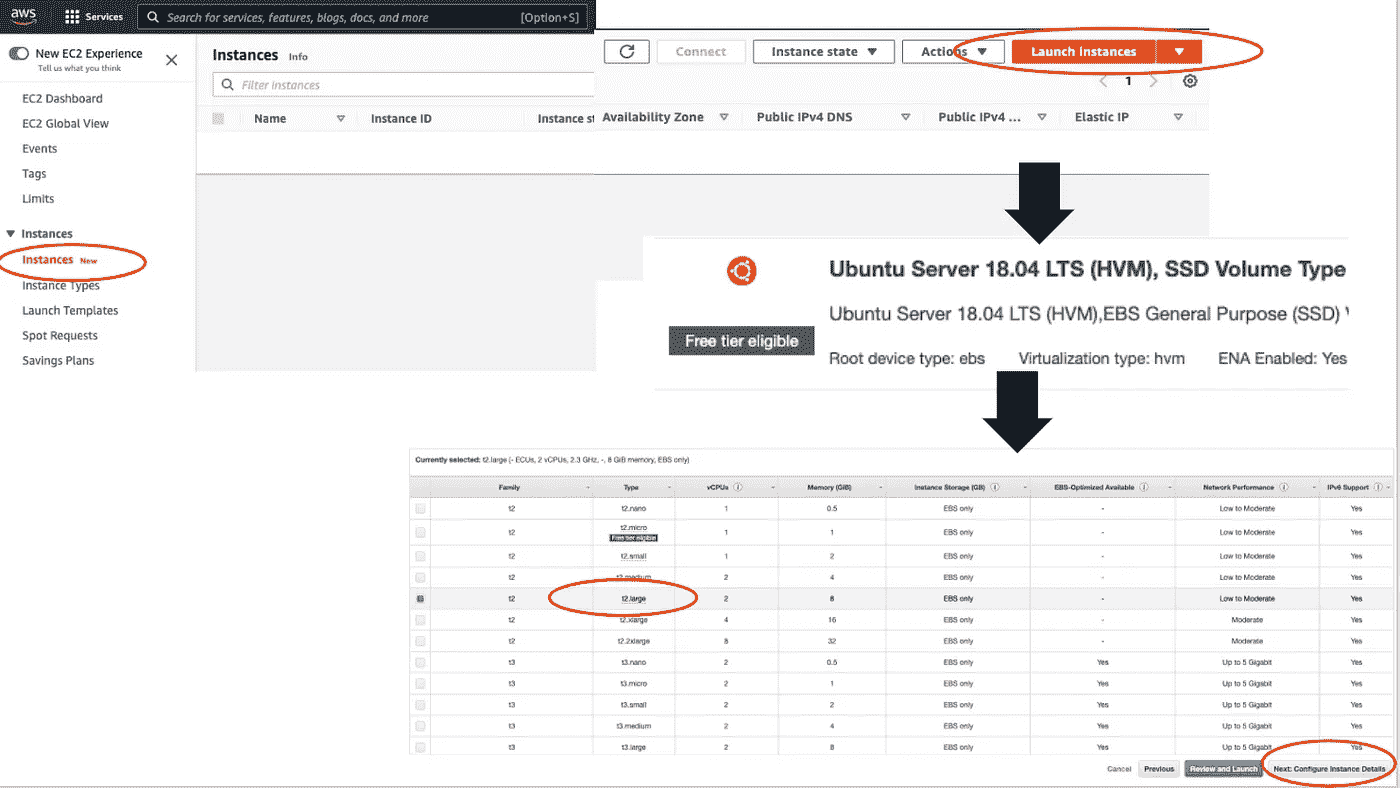 aws Services Search for services, features, blogs, docs, and more [Option+S]
New EC2 Experience
Tell us what you think
EC2 Dashboard
EC2 Global View
Events
Tags
Limits
Instances
Instances New
Instance Types
Launch Templates
Spot Requests
Savings Plans
Instances Info
Connect Instance state Actions Launch instances
Filter instances
1
Name Instance ID Instance st Availability Zone Public IPv4 DNS Public IPv4 ... Elastic IP
Ubuntu Server 18.04 LTS (HVM), SSD Volume Type
Ubuntu Server 18.04 LTS (HVM),EBS General Purpose (SSD)
Free tier eligible
Root device type: ebs Virtualization type: hvm ENA Enabled: Yes
Currently selected: t2.large (- ECUs, 2 vCPUs, 2.3 GHz, -, 8 GiB memory, EBS only)
Family Type vCPUs Memory (GiB) Instance Storage (GB) EBS-Optimized Available Network Performance IPv6 Support
t2 t2.nano 1 0.5 EBS only - Low to Moderate Yes
t2 t2.micro Free tier eligible 1 1 EBS only - Low to Moderate Yes
t2 t2.small 1 2 EBS only - Low to Moderate Yes
t2 t2.medium 2 4 EBS only - Low to Moderate Yes
t2 t2.large 2 8 EBS only - Low to Moderate Yes
t2 t2.xlarge 4 16 EBS only - Moderate Yes
t2 t2.2xlarge 8 32 EBS only - Moderate Yes
t3 t3.nano 2 0.5 EBS only Yes Up to 5 Gigabit Yes
t3 t3.micro 2 1 EBS only Yes Up to 5 Gigabit Yes
t3 t3.small 2 2 EBS only Yes Up to 5 Gigabit Yes
t3 t3.medium 2 4 EBS only Yes Up to 5 Gigabit Yes
t3 t3.large 2 8 EBS only Yes Up to 5 Gigabit Yes
Cancel Previous Review and Launch Next: Configure Instance Details